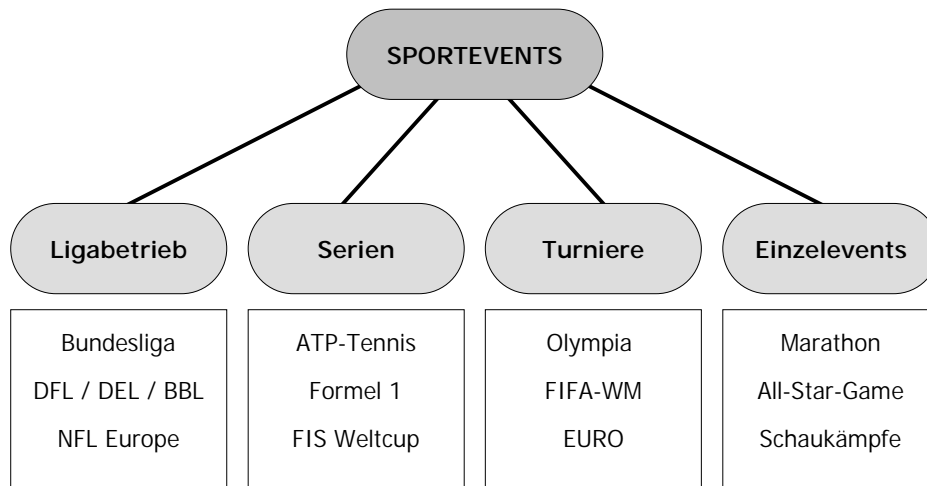 SPORTEVENTS
Ligabetrieb
Serien
Turniere
Einzelevents
Bundesliga
DFL / DEL / BBL
NFL Europe
ATP-Tennis
Formel 1
FIS Weltcup
Olympia
FIFA-WM
EURO
Marathon
All-Star-Game
Schaukämpfe